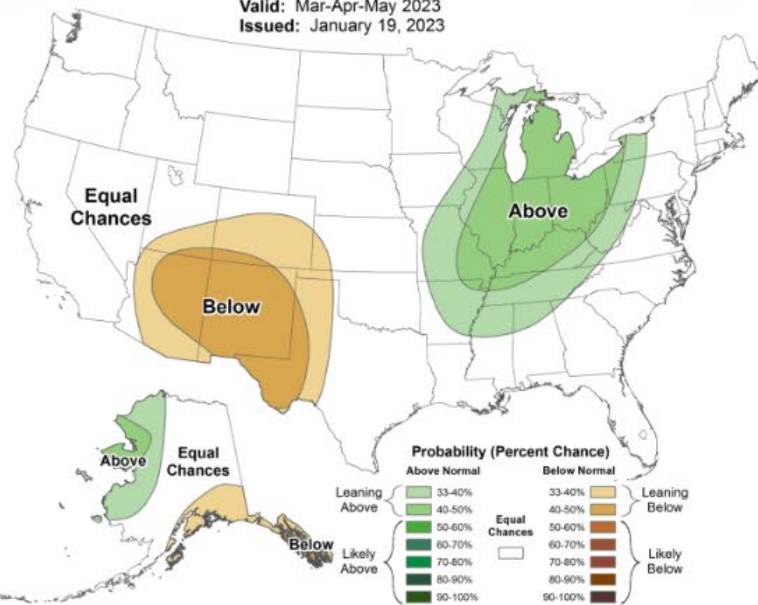 Valid: Mar-Apr-May 2023
Issued: January 19, 2023
Equal
Chances
Above
Below
Above
Equal
Chances
Below
Probability (Percent Chance)
Above Normal
Below Normal
Leaning
Above
33-40%
40-50%
Likely
Above
50-60%
60-70%
70-80%
80-90%
90-100%
Equal
Chances
33-40%
40-50%
Leaning
Below
50-60%
60-70%
70-80%
80-90%
90-100%
Likely
Below